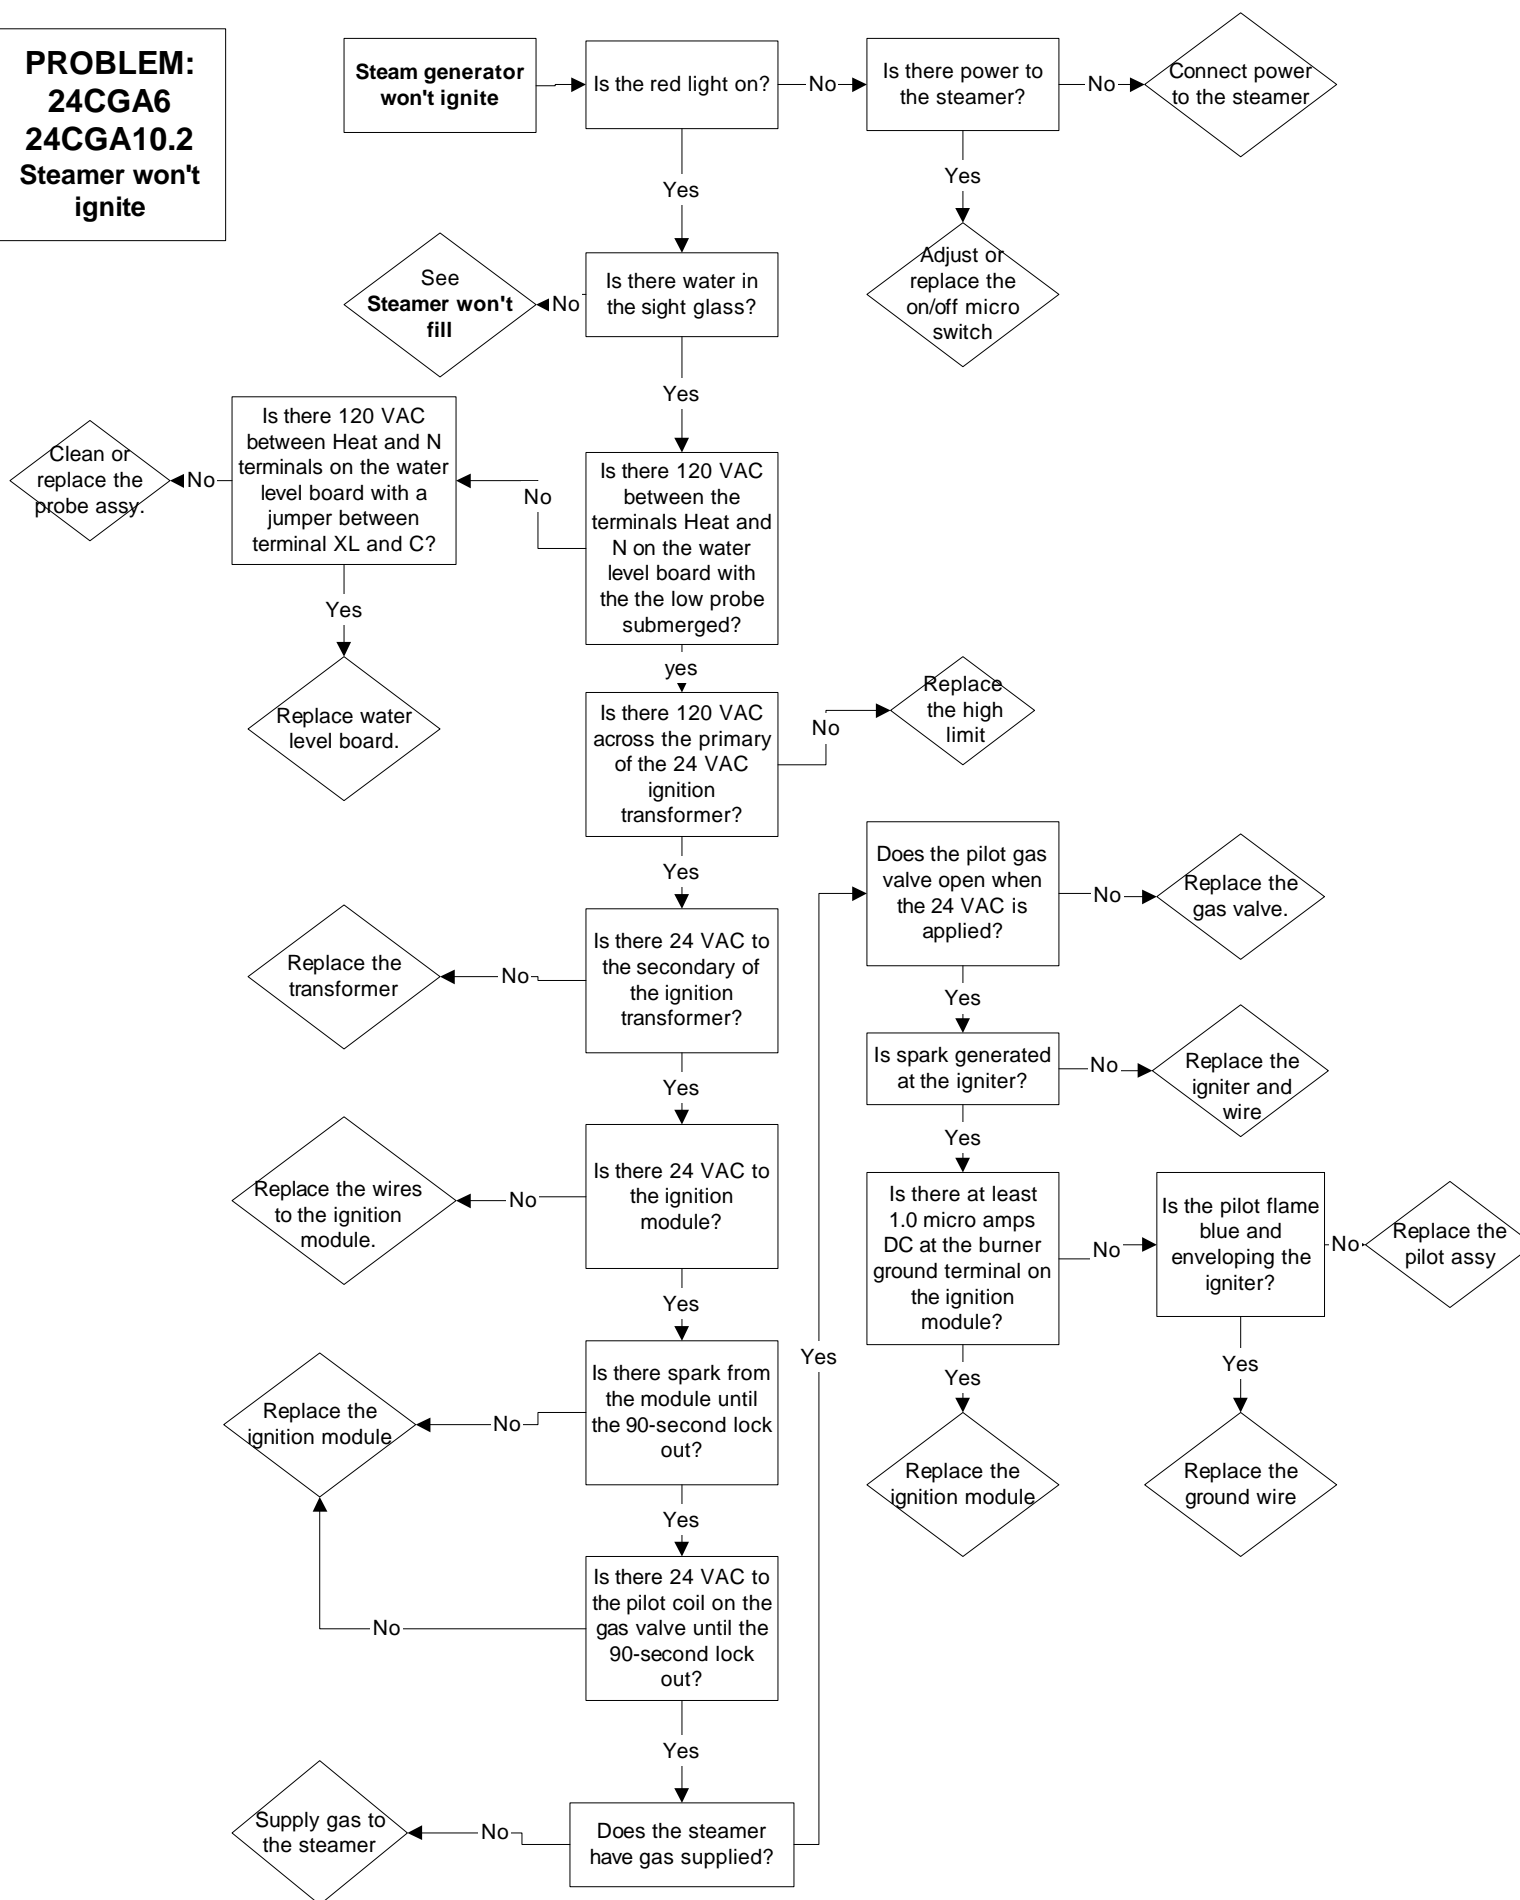 PROBLEM:
24CGA6
24CGA10.2
Steamer won't
ignite
Steam generator
won't ignite
Is the red light on?
No
Is there power to
the steamer?
No
Connect power
to the steamer
Yes
Yes
Adjust or
replace the
on/off micro
switch
See
Steamer won't
fill
No
Is there water in
the sight glass?
Yes
Clean or
replace the
probe assy.
No
Is there 120 VAC
between Heat and N
terminals on the water
level board with a
jumper between
terminal XL and C?
No
Is there 120 VAC
between the
terminals Heat and
N on the water
level board with
the the low probe
submerged?
Yes
Replace water
level board.
yes
Is there 120 VAC
across the primary
of the 24 VAC
ignition
transformer?
No
Replace
the high
limit
Yes
Replace the
transformer
No
Is there 24 VAC to
the secondary of
the ignition
transformer?
Yes
Replace the wires
to the ignition
module.
No
Is there 24 VAC to
the ignition
module?
Yes
Replace the
ignition module
No
Is there spark from
the module until
the 90-second lock
out?
Yes
No
Is there 24 VAC to
the pilot coil on the
gas valve until the
90-second lock
out?
Yes
Supply gas to
the steamer
No
Does the steamer
have gas supplied?
Yes
Does the pilot gas
valve open when
the 24 VAC is
applied?
No
Replace the
gas valve.
Yes
Is spark generated
at the igniter?
No
Replace the
igniter and
wire
Yes
Is there at least
1.0 micro amps
DC at the burner
ground terminal on
the ignition
module?
No
Is the pilot flame
blue and
enveloping the
igniter?
No
Replace the
pilot assy
Yes
Replace the
ignition module
Yes
Replace the
ground wire